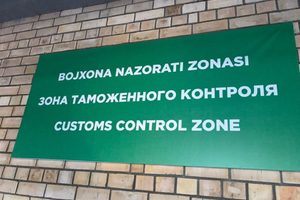 BOJXONA NAZORATI ZONASI
ЗОНА ТАМОЖЕННОГО КОНТРОЛЯ
CUSTOMS CONTROL ZONE